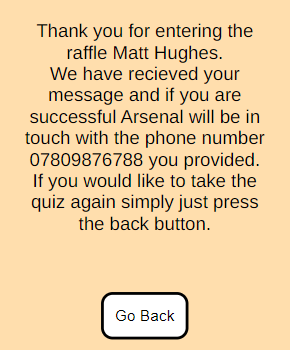 Thank you for entering the
raffle Matt Hughes.
We have recieved your
message and if you are
successful Arsenal will be in
touch with the phone number
07809876788 you provided.
If you would like to take the
quiz again simply just press
the back button.
Go Back